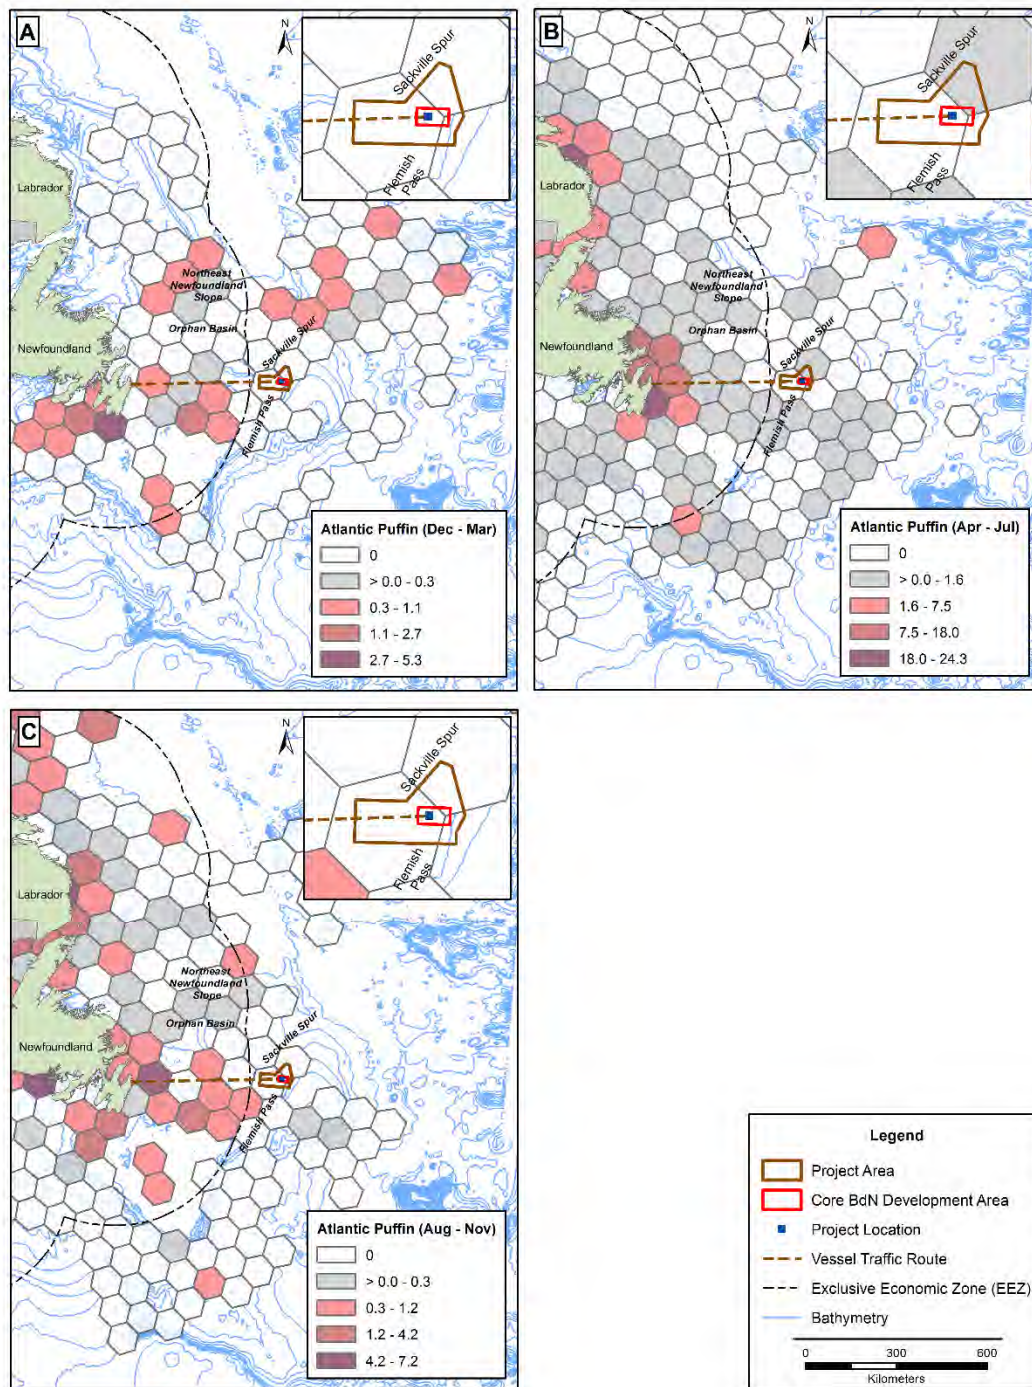 A
N
Sackville Spur
Flemish
Pass
Labrador
Northeast
Newfoundland
Slope
Orphan Basin
Newfoundland
Sackville Spur
Flemish Pass
Atlantic Puffin (Dec - Mar)
0
> 0.0 - 0.3
0.3 - 1.1
1.1 - 2.7
2.7 - 5.3
B
N
Sackville Spur
Flemish
Pass
Labrador
Northeast
Newfoundland
Slope
Orphan Basin
Newfoundland
Sackville Spur
Flemish Pass
Atlantic Puffin (Apr - Jul)
0
> 0.0 - 1.6
1.6 - 7.5
7.5 - 18.0
18.0 - 24.3
C
N
Sackville Spur
Flemish
Pass
Labrador
Northeast
Newfoundland
Slope
Orphan Basin
Newfoundland
Sackville Spur
Flemish Pass
Atlantic Puffin (Aug - Nov)
0
> 0.0 - 0.3
0.3 - 1.2
1.2 - 4.2
4.2 - 7.2
Legend
Project Area
Core BdN Development Area
Project Location
Vessel Traffic Route
Exclusive Economic Zone (EEZ)
Bathymetry
0 300 600
Kilometers